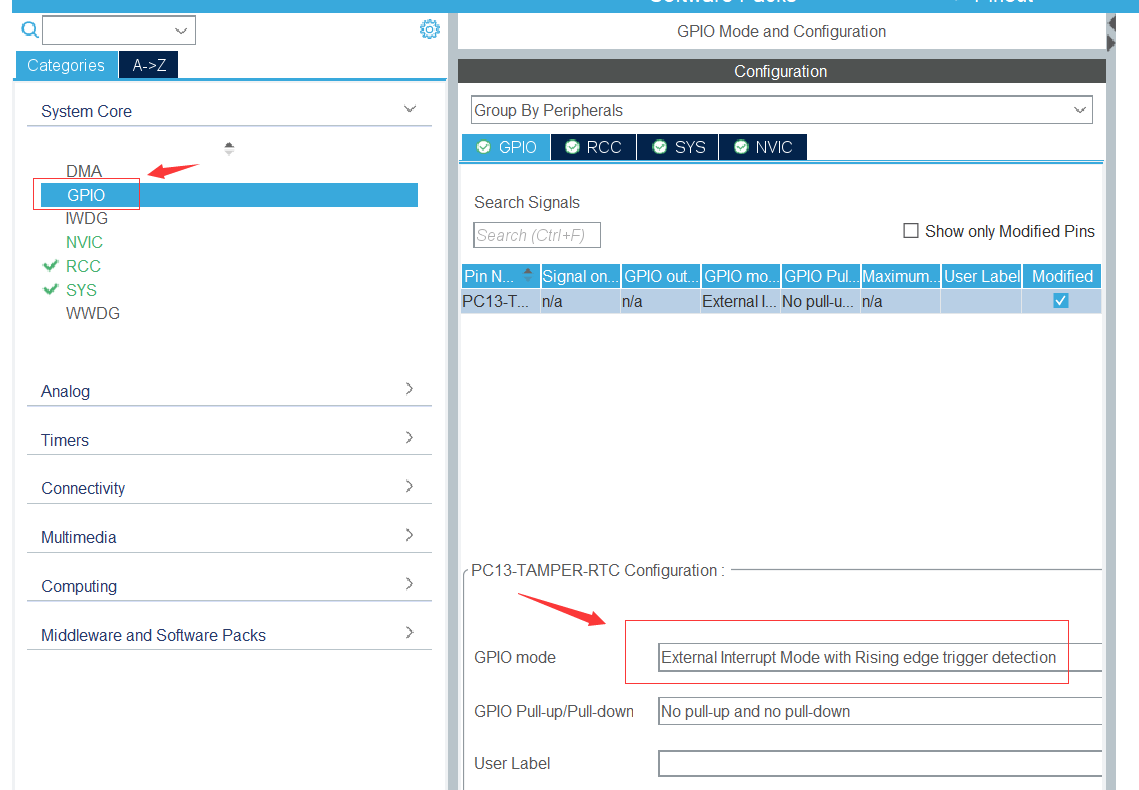 GPIO Mode and Configuration
Categories
A->Z
Configuration
System Core
Group By Peripherals
GPIO
RCC
SYS
NVIC
DMA
GPIO
IWDG
NVIC
RCC
SYS
WWDG
Search Signals
Search (Ctrl+F)
Show only Modified Pins
Pin N...
Signal on...
GPIO out...
GPIO mo...
GPIO Pul...
Maximum...
User Label
Modified
PC13-T...
n/a
n/a
External I...
No pull-u...
n/a
Analog
Timers
Connectivity
Multimedia
Computing
Middleware and Software Packs
PC13-TAMPER-RTC Configuration :
GPIO mode
External Interrupt Mode with Rising edge trigger detection
GPIO Pull-up/Pull-down
No pull-up and no pull-down
User Label